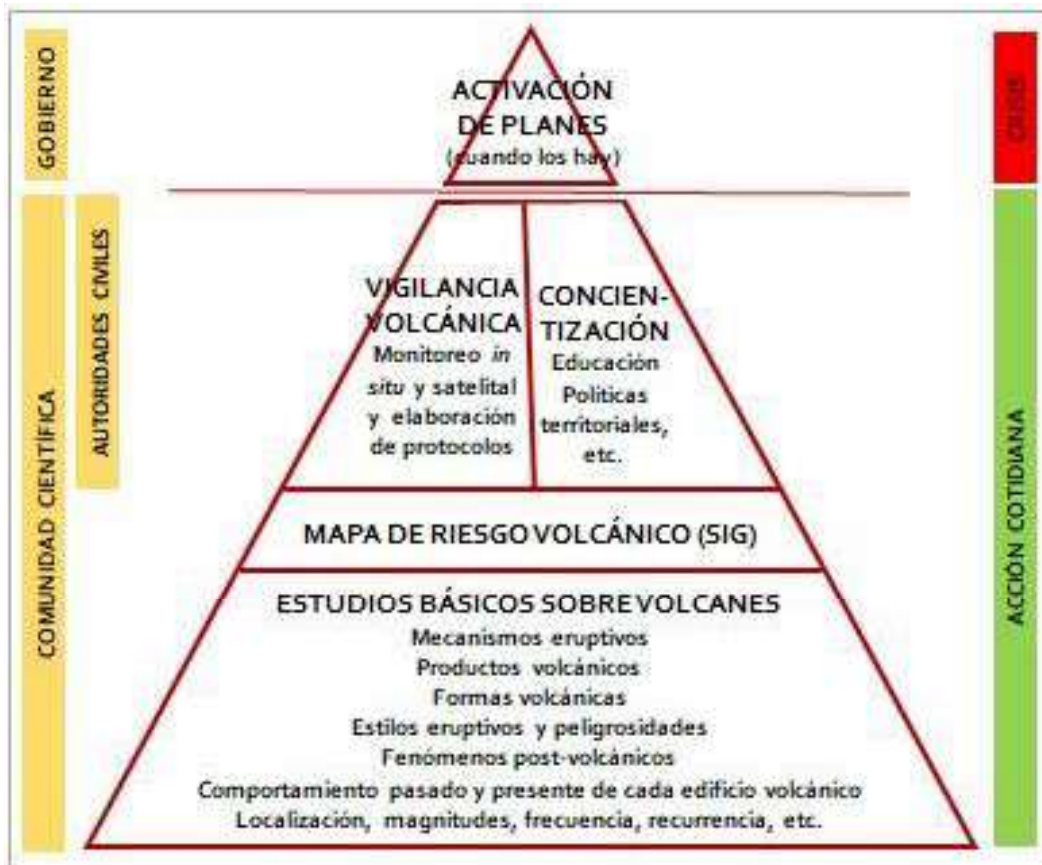 GOBIERNO
COMUNIDAD CIENTÍFICA
AUTORIDADES CIVILES
ACTIVACIÓN
DE PLANES
(cuando los hay)
VIGILANCIA
VOLCÁNICA
Monitoreo in
situ y satelital
y elaboración
de protocolos
CONCIEN-
TIZACIÓN
Educación
Políticas
territoriales,
etc.
MAPA DE RIESGO VOLCÁNICO (SIG)
ESTUDIOS BÁSICOS SOBRE VOLCANES
Mecanismos eruptivos
Productos volcánicos
Formas volcánicas
Estilos eruptivos y peligrosidades
Fenómenos post-volcánicos
Comportamiento pasado y presente de cada edificio volcánico
Localización, magnitudes, frecuencia, recurrencia, etc.
CRISIS
ACCIÓN COTIDIANA